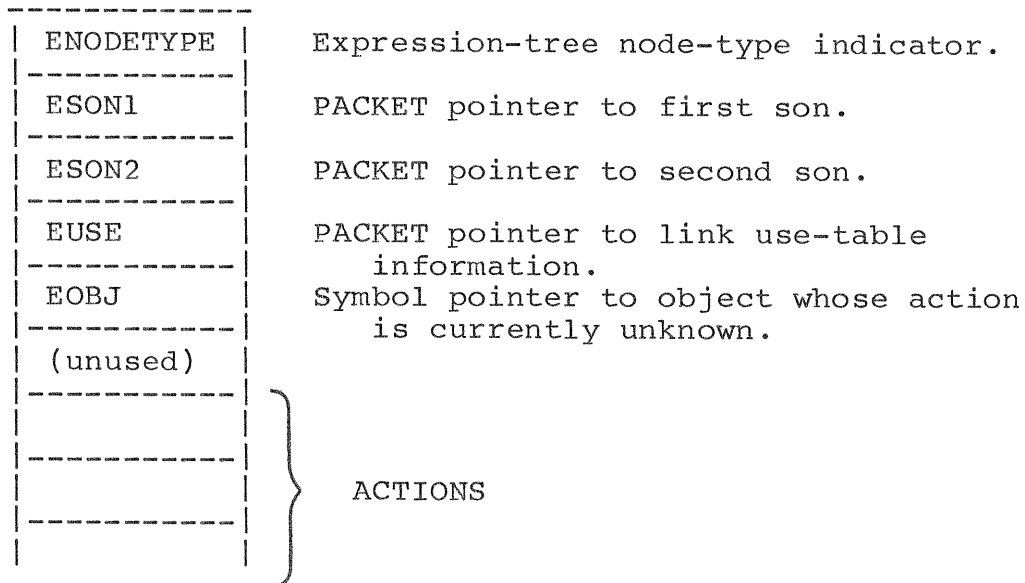 ENODETYPE Expression-tree node-type indicator.
ESON1 PACKET pointer to first son.
ESON2 PACKET pointer to second son.
EUSE PACKET pointer to link use-table
information.
EOBJ Symbol pointer to object whose action
is currently unknown.
(unused)
ACTIONS